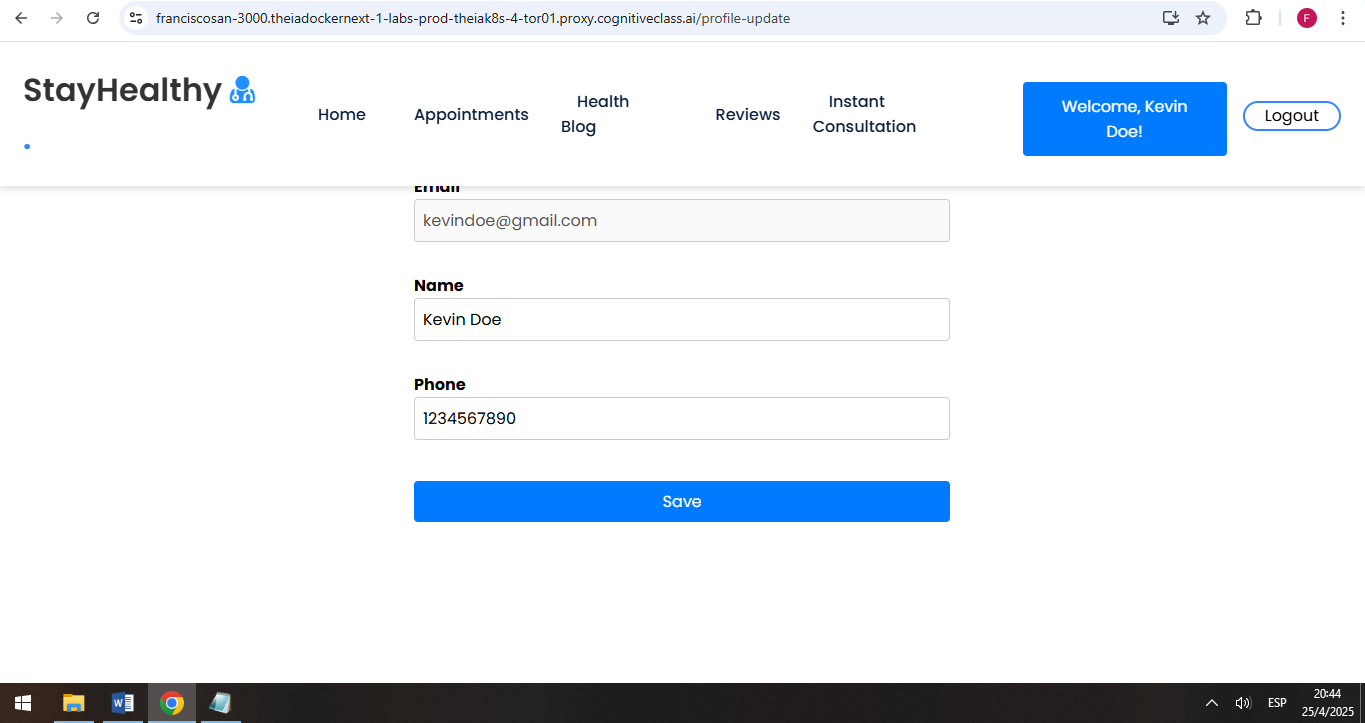 franciscosan-3000.theiadockernext-1-labs-prod-theiak8s-4-tor01.proxy.cognitiveclass.ai/profile-update
F
StayHealthy
Home
Appointments
Health
Blog
Reviews
Instant
Consultation
Welcome, Kevin
Doe!
Logout
Email
kevindoe@gmail.com
Name
Kevin Doe
Phone
1234567890
Save
W
ESP
20:44
25/4/2025